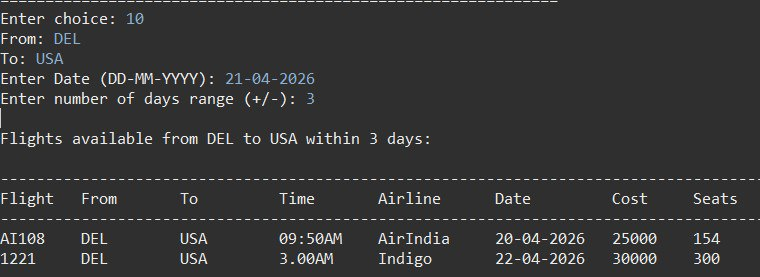 Enter choice: 10
From: DEL
To: USA
Enter Date (DD-MM-YYYY): 21-04-2026
Enter number of days range (+/-): 3
Flights available from DEL to USA within 3 days:
Flight From To Time Airline Date Cost Seats
AI108 DEL USA 09:50AM AirIndia 20-04-2026 25000 154
1221 DEL USA 3.00AM Indigo 22-04-2026 30000 300